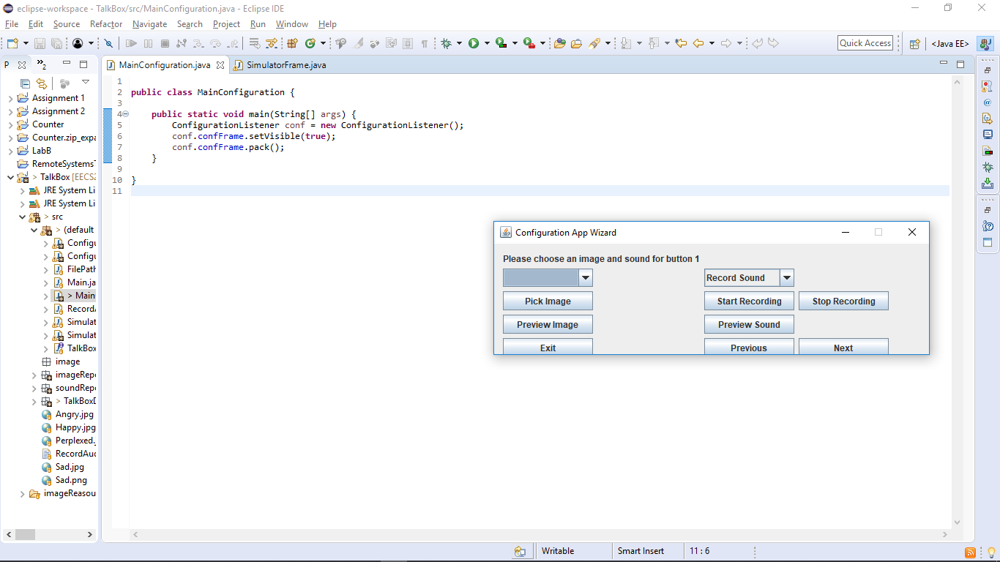 eclipse-workspace - TalkBox/src/MainConfiguration.java - Eclipse IDE
File Edit Source Refactor Navigate Search Project Run Window Help
Quick Access
<Java EE>
P
2
MainConfiguration.java
SimulatorFrame.java
Assignment 1
Assignment 2
Counter
Counter.zip_expa
LabB
RemoteSystems
> TalkBox [EECS2
JRE System Li
JRE System Li
> src
> (default
Configu
Configu
FilePath
Main.ja
> Main
Record
Simulat
Simulat
TalkBox
image
imageRepo
soundRepo
> TalkBoxD
Angry.jpg
Happy.jpg
Perplexed.
RecordAud
Sad.jpg
Sad.png
imageReasou
1
2 public class MainConfiguration {
3
4 public static void main(String[] args) {
5 ConfigurationListener conf = new ConfigurationListener();
6 conf.confFrame.setVisible(true);
7 conf.confFrame.pack();
8 }
9
10 }
11
Configuration App Wizard
Please choose an image and sound for button 1
Record Sound
Pick Image
Start Recording
Stop Recording
Preview Image
Preview Sound
Exit
Previous
Next
Writable
Smart Insert
11 : 6